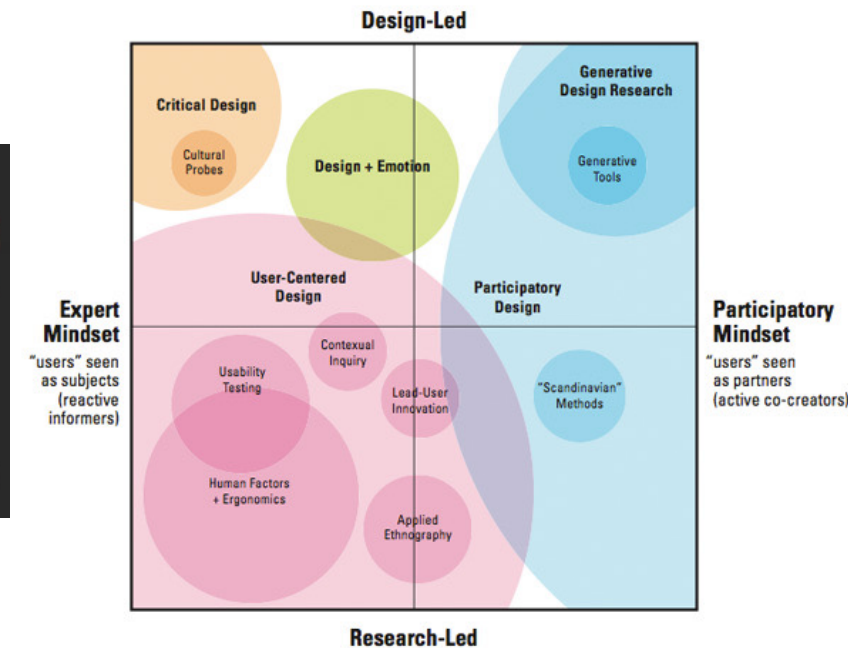 Design-Led
Generative
Design Research
Critical Design
Cultural
Probes
Design + Emotion
Generative
Tools
User-Centered
Design
Participatory
Design
Expert
Mindset
"users" seen
as subjects
(reactive
informers)
Participatory
Mindset
"users" seen
as partners
(active co-creators)
Contexual
Inquiry
Usability
Testing
Lead-User
Innovation
"Scandinavian"
Methods
Human Factors
+ Ergonomics
Applied
Ethnography
Research-Led